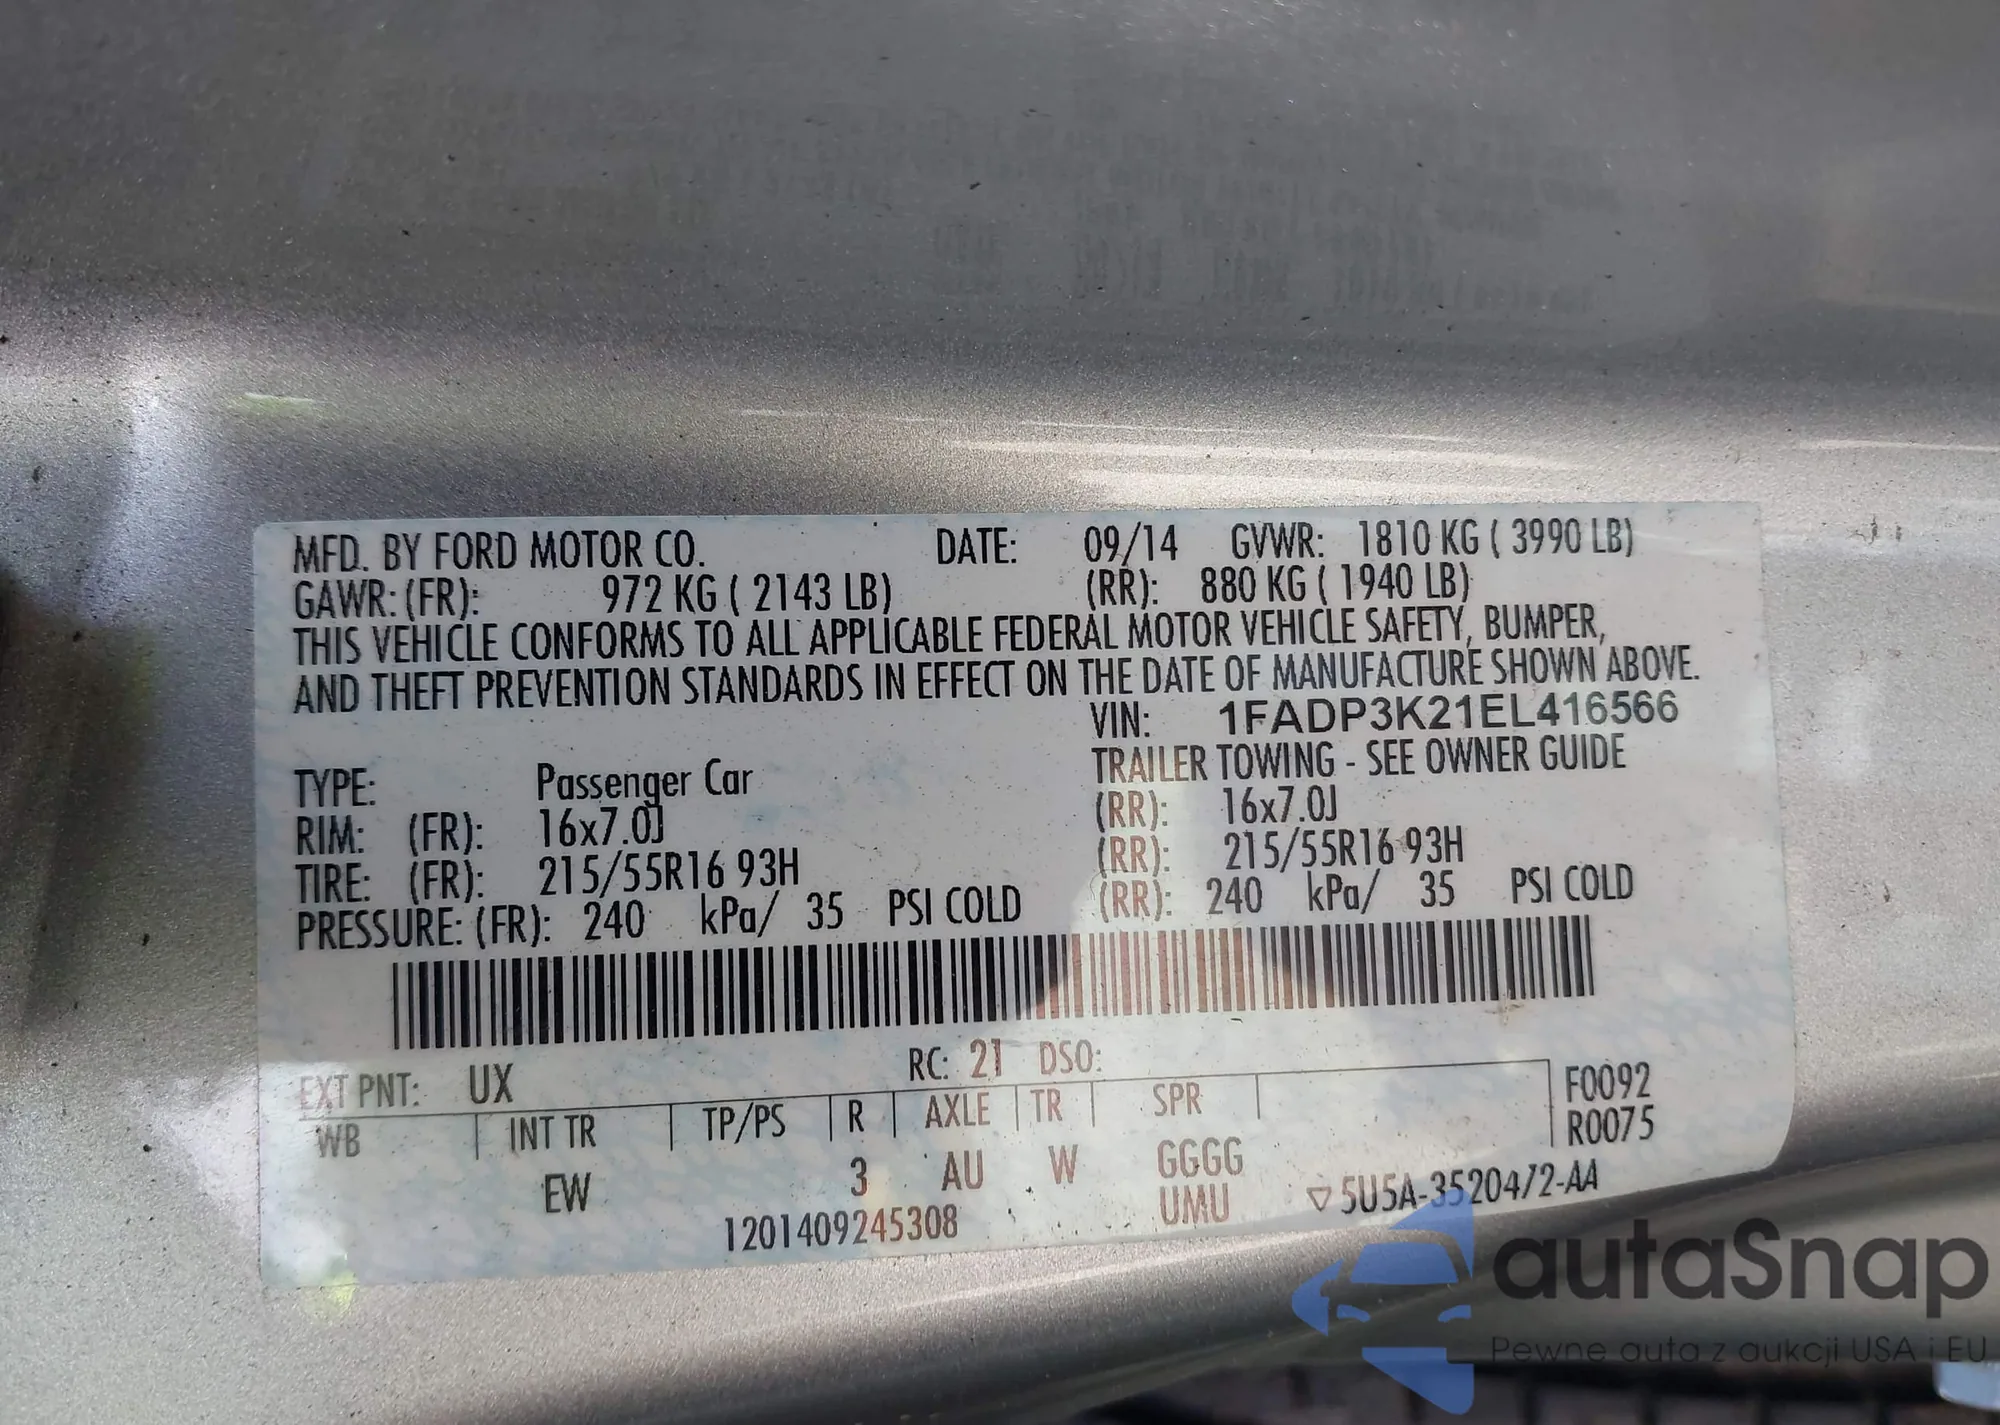 MFD. BY FORD MOTOR CO. DATE: 09/14 GVWR: 1810 KG ( 3990 LB)
GAWR: (FR): 972 KG ( 2143 LB) (RR): 880 KG ( 1940 LB)
THIS VEHICLE CONFORMS TO ALL APPLICABLE FEDERAL MOTOR VEHICLE SAFETY, BUMPER,
AND THEFT PREVENTION STANDARDS IN EFFECT ON THE DATE OF MANUFACTURE SHOWN ABOVE.
VIN: 1FADP3K21EL416566
TYPE: Passenger Car TRAILER TOWING - SEE OWNER GUIDE
RIM: (FR): 16x7.0J (RR): 16x7.0J
TIRE: (FR): 215/55R16 93H (RR): 215/55R16 93H
PRESSURE: (FR): 240 kPa/ 35 PSI COLD (RR): 240 kPa/ 35 PSI COLD
EXT PNT: UX RC: 21 DSO: F0092
WB INT TR TP/PS R AXLE TR SPR R0075
EW 3 AU W GGGG
1201409245308 UMU ▽5U5A-3520472-AA
autaSnap
Pewne auta z aukcji USA i EU